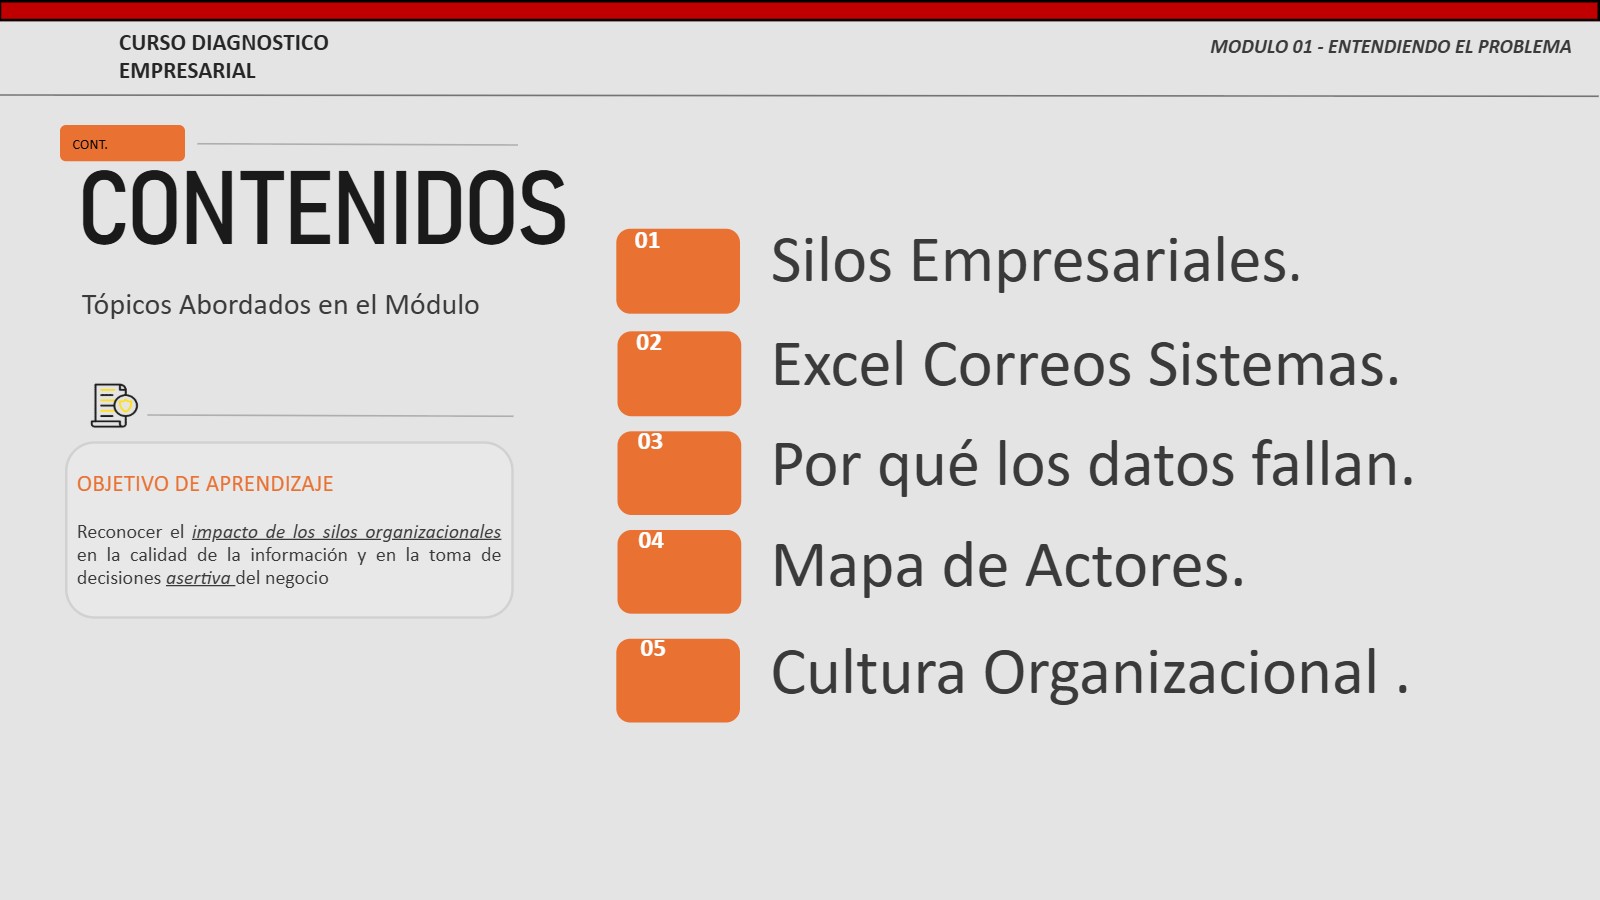 CURSO DIAGNOSTICO
EMPRESARIAL
MODULO 01 - ENTENDIENDO EL PROBLEMA
CONT.
CONTENIDOS
Tópicos Abordados en el Módulo
OBJETIVO DE APRENDIZAJE
Reconocer el impacto de los silos organizacionales
en la calidad de la información y en la toma de
decisiones asertiva del negocio
01
Silos Empresariales.
02
Excel Correos Sistemas.
03
Por qué los datos fallan.
04
Mapa de Actores.
05
Cultura Organizacional .